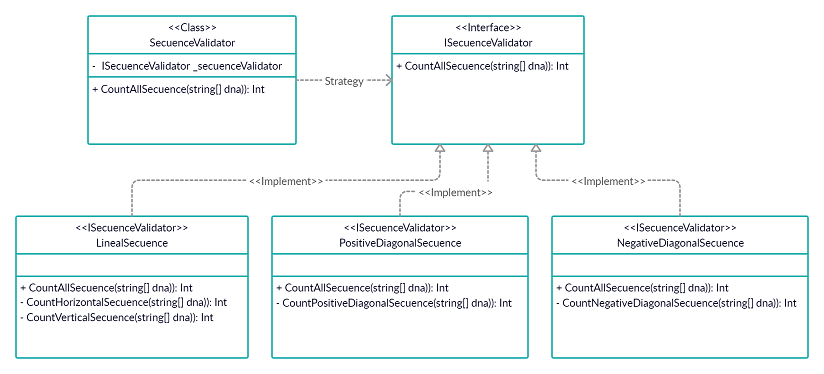 <<Class>>
SecuenceValidator
- ISecuenceValidator _secuenceValidator
+ CountAllSecuence(string[] dna)): Int
Strategy
<<Interface>>
ISecuenceValidator
+ CountAllSecuence(string[] dna)): Int
<<Implement>>
<<Implement>>
<<Implement>>
<<ISecuenceValidator>>
LinealSecuence
+ CountAllSecuence(string[] dna)): Int
- CountHorizontalSecuence(string[] dna)): Int
- CountVerticalSecuence(string[] dna)): Int
<<ISecuenceValidator>>
PositiveDiagonalSecuence
+ CountAllSecuence(string[] dna)): Int
- CountPositiveDiagonalSecuence(string[] dna)): Int
<<ISecuenceValidator>>
NegativeDiagonalSecuence
+ CountAllSecuence(string[] dna)): Int
- CountNegativeDiagonalSecuence(string[] dna)): Int